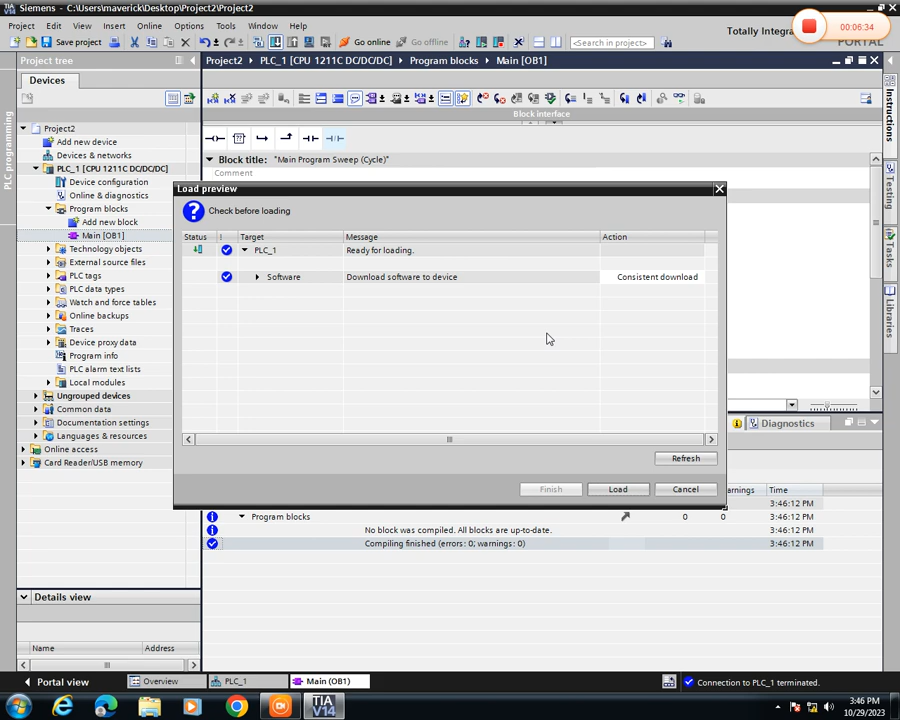 Siemens - C:\Users\maverick\Desktop\Project2\Project2
Project Edit View Insert Online Options Tools Window Help
Totally Integra
PORTAL
00:06:34
Save project
Go online
Go offline
<Search in project>
Project tree
Project2 ▸ PLC_1 [CPU 1211C DC/DC/DC] ▸ Program blocks ▸ Main [OB1]
Devices
PLC programming
Project2
Add new device
Devices & networks
PLC_1 [CPU 1211C DC/DC/DC]
Device configuration
Online & diagnostics
Program blocks
Add new block
Main [OB1]
Technology objects
External source files
PLC tags
PLC data types
Watch and force tables
Online backups
Traces
Device proxy data
Program info
PLC alarm text lists
Local modules
Ungrouped devices
Common data
Documentation settings
Languages & resources
Online access
Card Reader/USB memory
Details view
Name Address
Block interface
Block title: "Main Program Sweep (Cycle)"
Comment
Load preview
? Check before loading
Status ! Target Message Action
PLC_1 Ready for loading.
Software Download software to device Consistent download
Refresh
Finish Load Cancel
Diagnostics
arnings Time
3:46:12 PM
Program blocks 0 0 3:46:12 PM
No block was compiled. All blocks are up-to-date. 3:46:12 PM
Compiling finished (errors: 0; warnings: 0) 3:46:12 PM
Instructions
Testing
Tasks
Libraries
Portal view
Overview
PLC_1
Main (OB1)
Connection to PLC_1 terminated.
TIA
V14
3:46 PM
10/29/2023